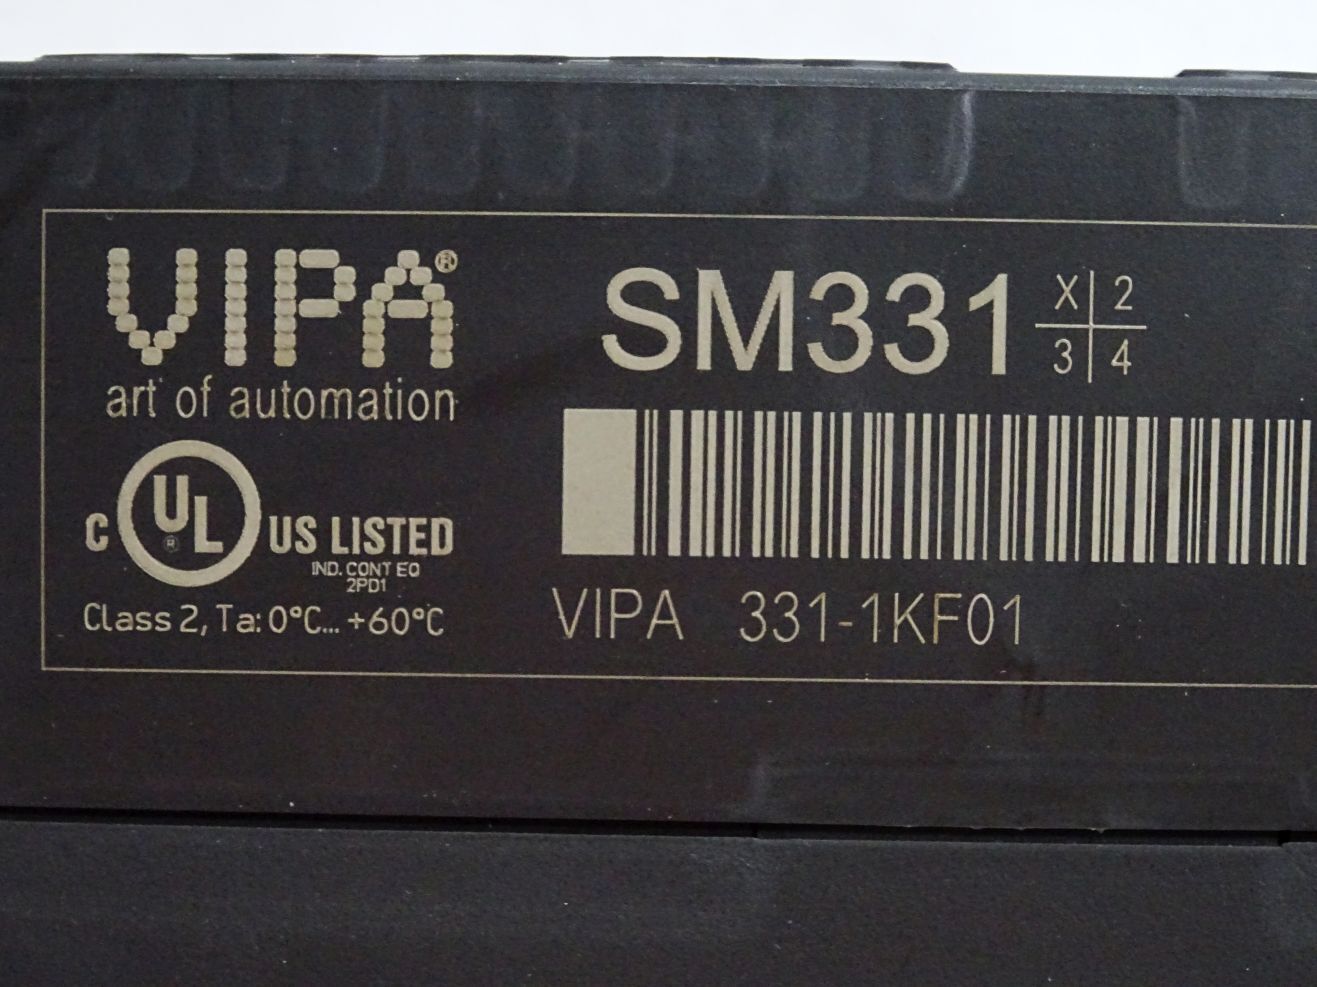 VIPA®
art of automation
SM331 X 2
3 4
C UL® US LISTED
IND. CONT EQ
2PD1
Class 2, Ta: 0°C... +60°C
VIPA 331-1KF01